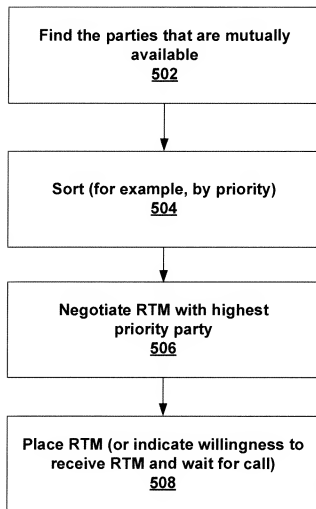 Find the parties that are mutually
available
502
Sort (for example, by priority)
504
Negotiate RTM with highest
priority party
506
Place RTM (or indicate willingness to
receive RTM and wait for call)
508